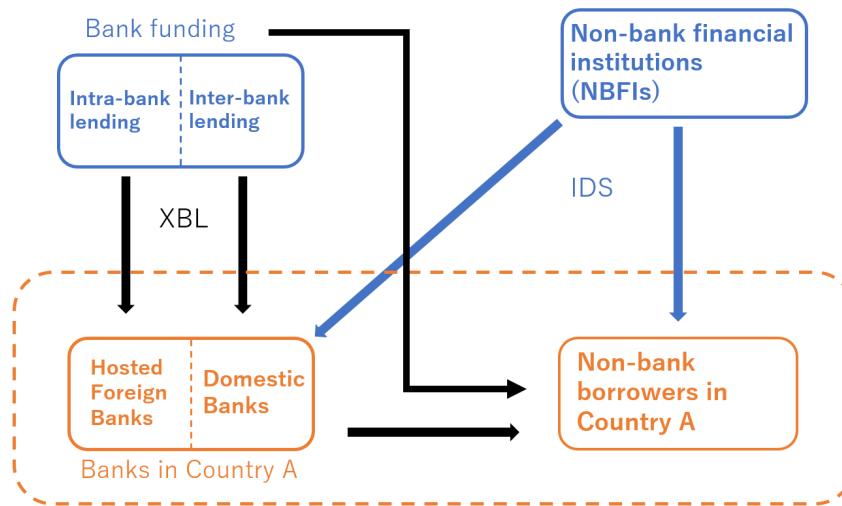 Bank funding
Intra-bank
lending
Inter-bank
lending
Non-bank financial
institutions
(NBFIs)
XBL
IDS
Hosted
Foreign
Banks
Domestic
Banks
Non-bank
borrowers in
Country A
Banks in Country A